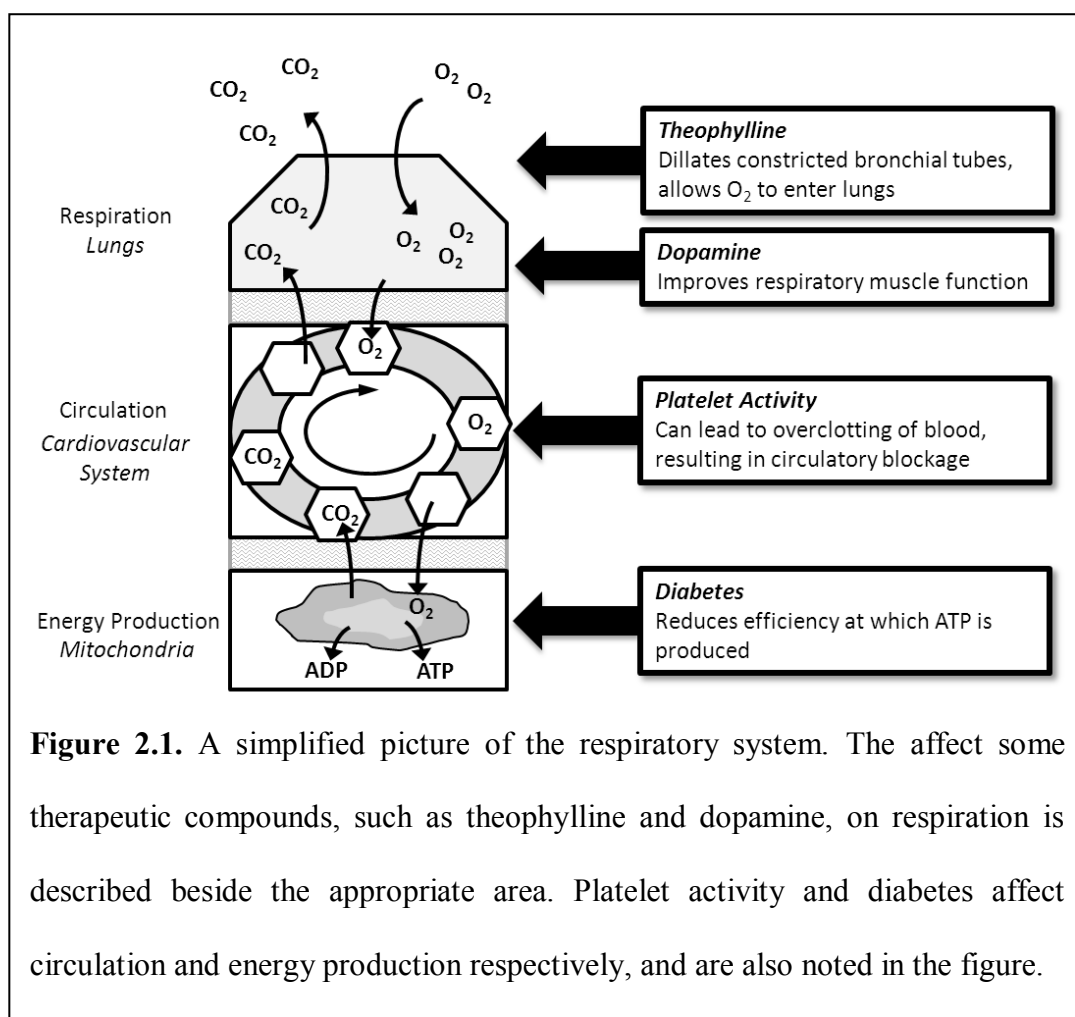 CO₂
CO₂
CO₂
O₂
O₂
CO₂
CO₂
O₂
O₂
O₂
Respiration
Lungs
Theophylline
Dillates constricted bronchial tubes,
allows O₂ to enter lungs
Dopamine
Improves respiratory muscle function
O₂
O₂
CO₂
CO₂
Circulation
Cardiovascular
System
Platelet Activity
Can lead to overclotting of blood,
resulting in circulatory blockage
O₂
ADP
ATP
Energy Production
Mitochondria
Diabetes
Reduces efficiency at which ATP is
produced
Figure 2.1. A simplified picture of the respiratory system. The affect some
therapeutic compounds, such as theophylline and dopamine, on respiration is
described beside the appropriate area. Platelet activity and diabetes affect
circulation and energy production respectively, and are also noted in the figure.